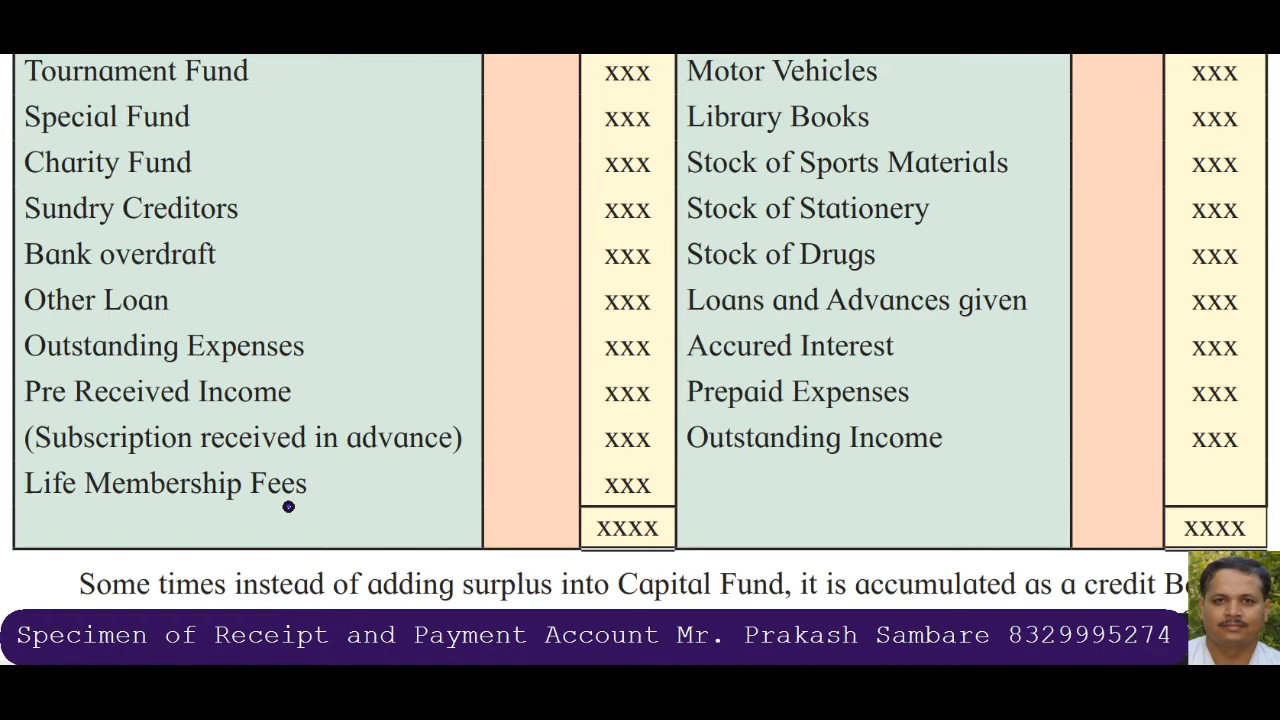 Tournament Fund xxx Motor Vehicles xxx
Special Fund xxx Library Books xxx
Charity Fund xxx Stock of Sports Materials xxx
Sundry Creditors xxx Stock of Stationery xxx
Bank overdraft xxx Stock of Drugs xxx
Other Loan xxx Loans and Advances given xxx
Outstanding Expenses xxx Accured Interest xxx
Pre Received Income xxx Prepaid Expenses xxx
(Subscription received in advance) xxx Outstanding Income xxx
Life Membership Fees xxx
xxxx xxxx
Some times instead of adding surplus into Capital Fund, it is accumulated as a credit
Specimen of Receipt and Payment Account Mr. Prakash Sambare 8329995274